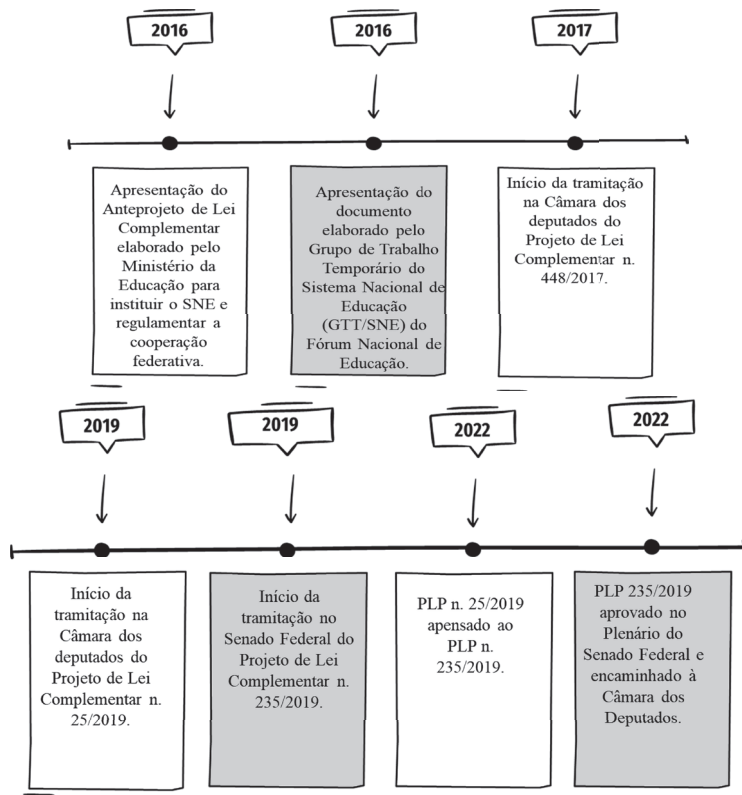 2016
2016
2017
Apresentação do
Anteprojeto de Lei
Complementar
elaborado pelo
Ministério da
Educação para
instituir o SNE e
regulamentar a
cooperação
federativa.
Apresentação do
documento
elaborado pelo
Grupo de Trabalho
Temporário do
Sistema Nacional de
Educação
(GTT/SNE) do
Fórum Nacional de
Educação.
Início da tramitação
na Câmara dos
deputados do
Projeto de Lei
Complementar n.
448/2017.
2019
2019
2022
2022
Início da
tramitação na
Câmara dos
deputados do
Projeto de Lei
Complementar n.
25/2019.
Início da
tramitação no
Senado Federal do
Projeto de Lei
Complementar n.
235/2019.
PLP n. 25/2019
apensado ao
PLP n.
235/2019.
PLP 235/2019
aprovado no
Plenário do
Senado Federal e
encaminhado à
Câmara dos
Deputados.